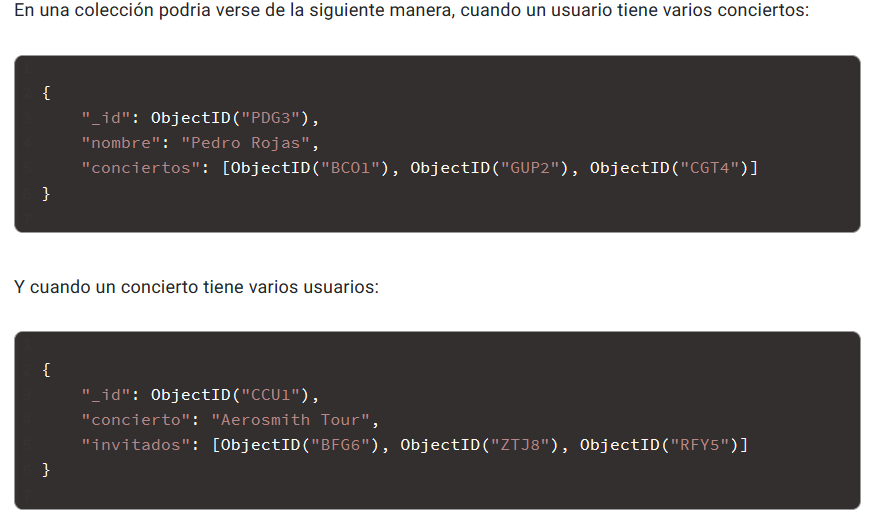 En una colección podria verse de la siguiente manera, cuando un usuario tiene varios conciertos:
{
"_id": ObjectID("PDG3"),
"nombre": "Pedro Rojas",
"conciertos": [ObjectID("BCO1"), ObjectID("GUP2"), ObjectID("CGT4")]
}
Y cuando un concierto tiene varios usuarios:
{
"_id": ObjectID("CCU1"),
"concierto": "Aerosmith Tour",
"invitados": [ObjectID("BFG6"), ObjectID("ZTJ8"), ObjectID("RFY5")]
}